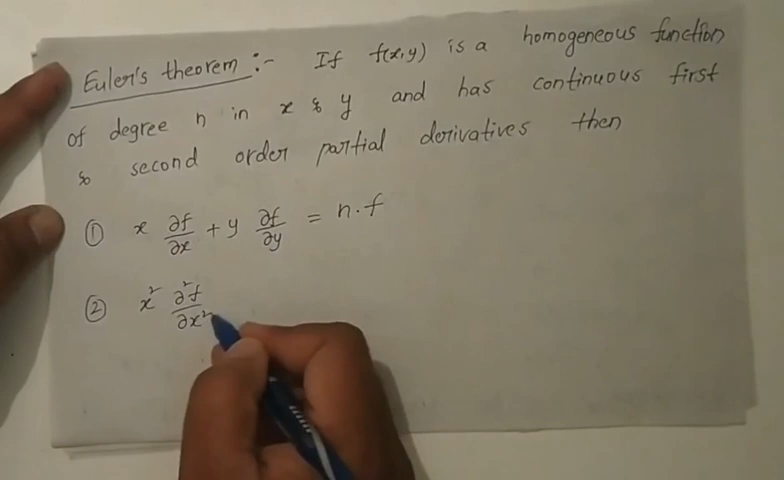 Euler's theorem :- If f(x,y) is a homogeneous function
of degree n in x & y and has continuous first
& second order partial derivatives then
① x ∂f/∂x + y ∂f/∂y = n.f
② x² ∂²f/∂x²